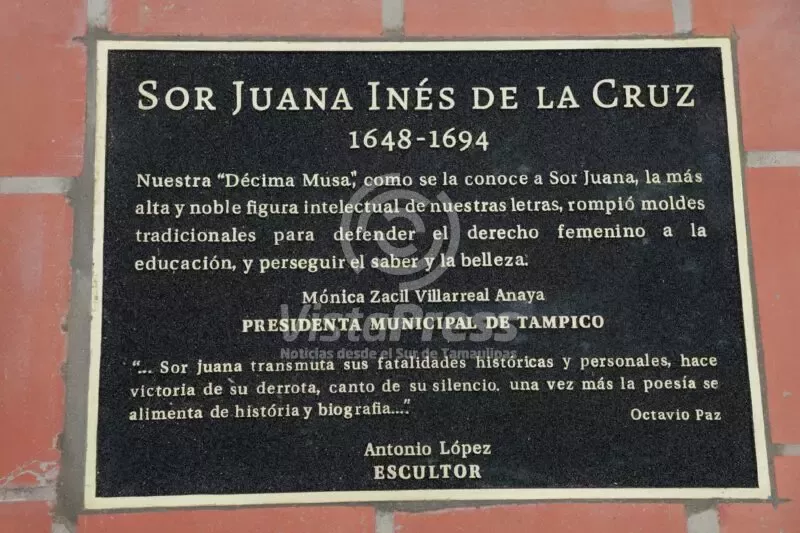 SOR JUANA INÉS DE LA CRUZ
1648-1694
Nuestra "Décima Musa", como se la conoce a Sor Juana, la más
alta y noble figura intelectual de nuestras letras, rompió moldes
tradicionales para defender el derecho femenino a la
educación, y perseguir el saber y la belleza.
Mónica Zacil Villarreal Anaya
PRESIDENTA MUNICIPAL DE TAMPICO
VistaPress
Noticias desde el Sur de Tamaulipas
"... Sor juana transmuta sus fatalidades históricas y personales, hace
victoria de su derrota, canto de su silencio. una vez más la poesía se
alimenta de história y biografia...."
Octavio Paz
Antonio López
ESCULTOR